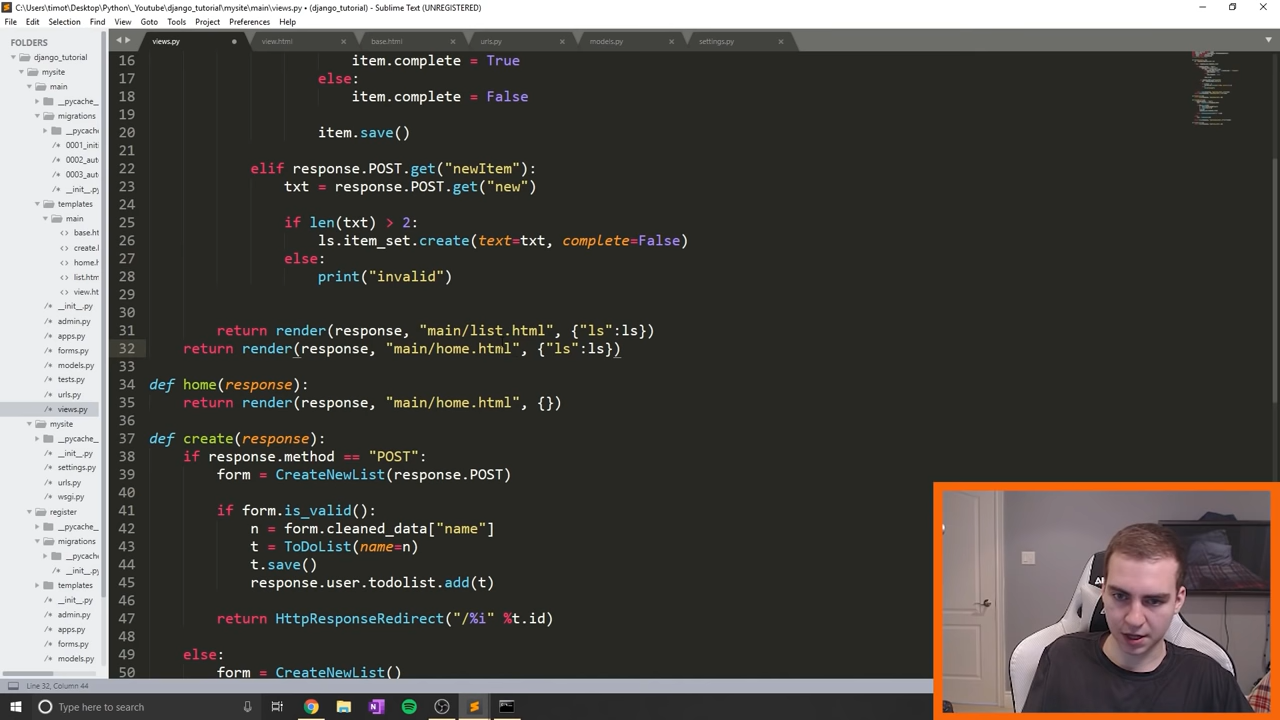 C:\Users\timot\Desktop\Python\_Youtube\django_tutorial\mysite\main\views.py • (django_tutorial) - Sublime Text (UNREGISTERED)
File Edit Selection Find View Goto Tools Project Preferences Help
FOLDERS
django_tutorial
mysite
main
__pycache_
migrations
__pycach
0001_initi
0002_aut
0003_aut
__init__.p
templates
main
base.ht
create.l
home.h
list.htm
view.ht
__init__.py
admin.py
apps.py
forms.py
models.py
tests.py
urls.py
views.py
mysite
__pycache_
__init__.py
settings.py
urls.py
wsgi.py
register
__pycache_
migrations
__pycach
__init__.p
templates
__init__.py
admin.py
apps.py
forms.py
models.py
views.py view.html base.html urls.py models.py settings.py
16 item.complete = True
17 else:
18 item.complete = False
19
20 item.save()
21
22 elif response.POST.get("newItem"):
23 txt = response.POST.get("new")
24
25 if len(txt) > 2:
26 ls.item_set.create(text=txt, complete=False)
27 else:
28 print("invalid")
29
30
31 return render(response, "main/list.html", {"ls":ls})
32 return render(response, "main/home.html", {"ls":ls})
33
34 def home(response):
35 return render(response, "main/home.html", {})
36
37 def create(response):
38 if response.method == "POST":
39 form = CreateNewList(response.POST)
40
41 if form.is_valid():
42 n = form.cleaned_data["name"]
43 t = ToDoList(name=n)
44 t.save()
45 response.user.todolist.add(t)
46
47 return HttpResponseRedirect("/%i" %t.id)
48
49 else:
50 form = CreateNewList()
Line 32, Column 44
Type here to search